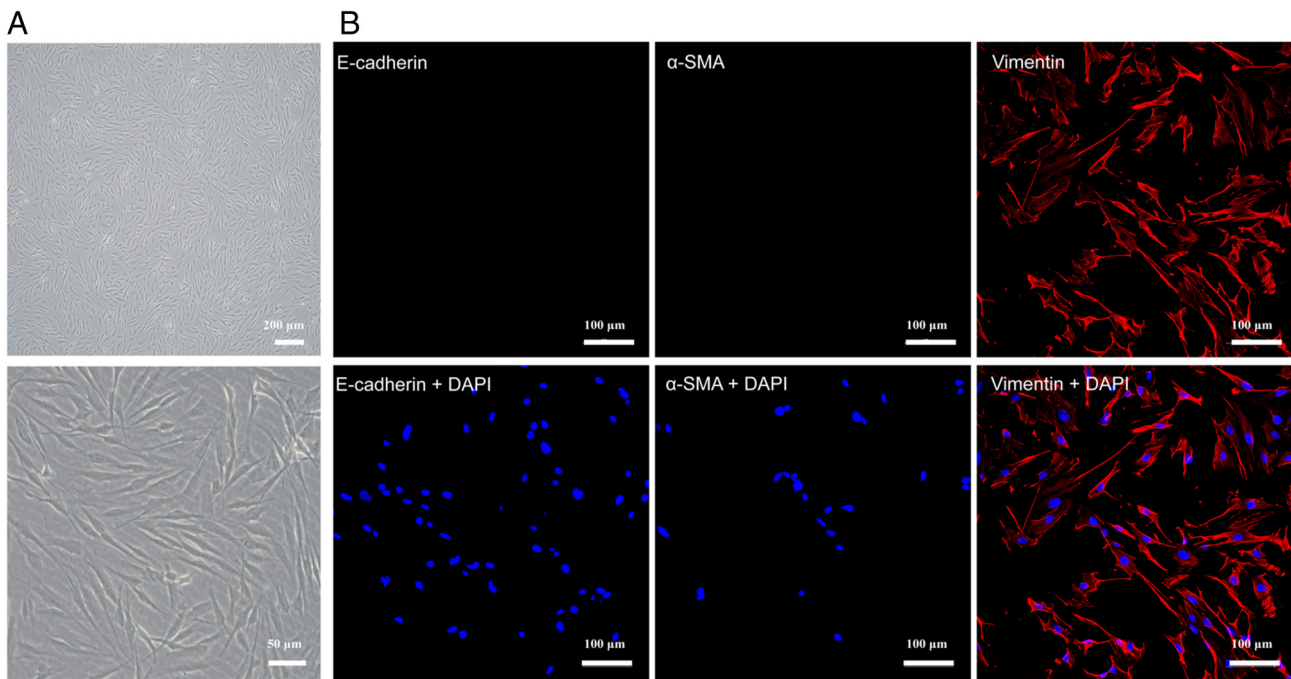 A
B
E-cadherin
α-SMA
Vimentin
200 μm
100 μm
100 μm
100 μm
E-cadherin + DAPI
α-SMA + DAPI
Vimentin + DAPI
50 μm
100 μm
100 μm
100 μm